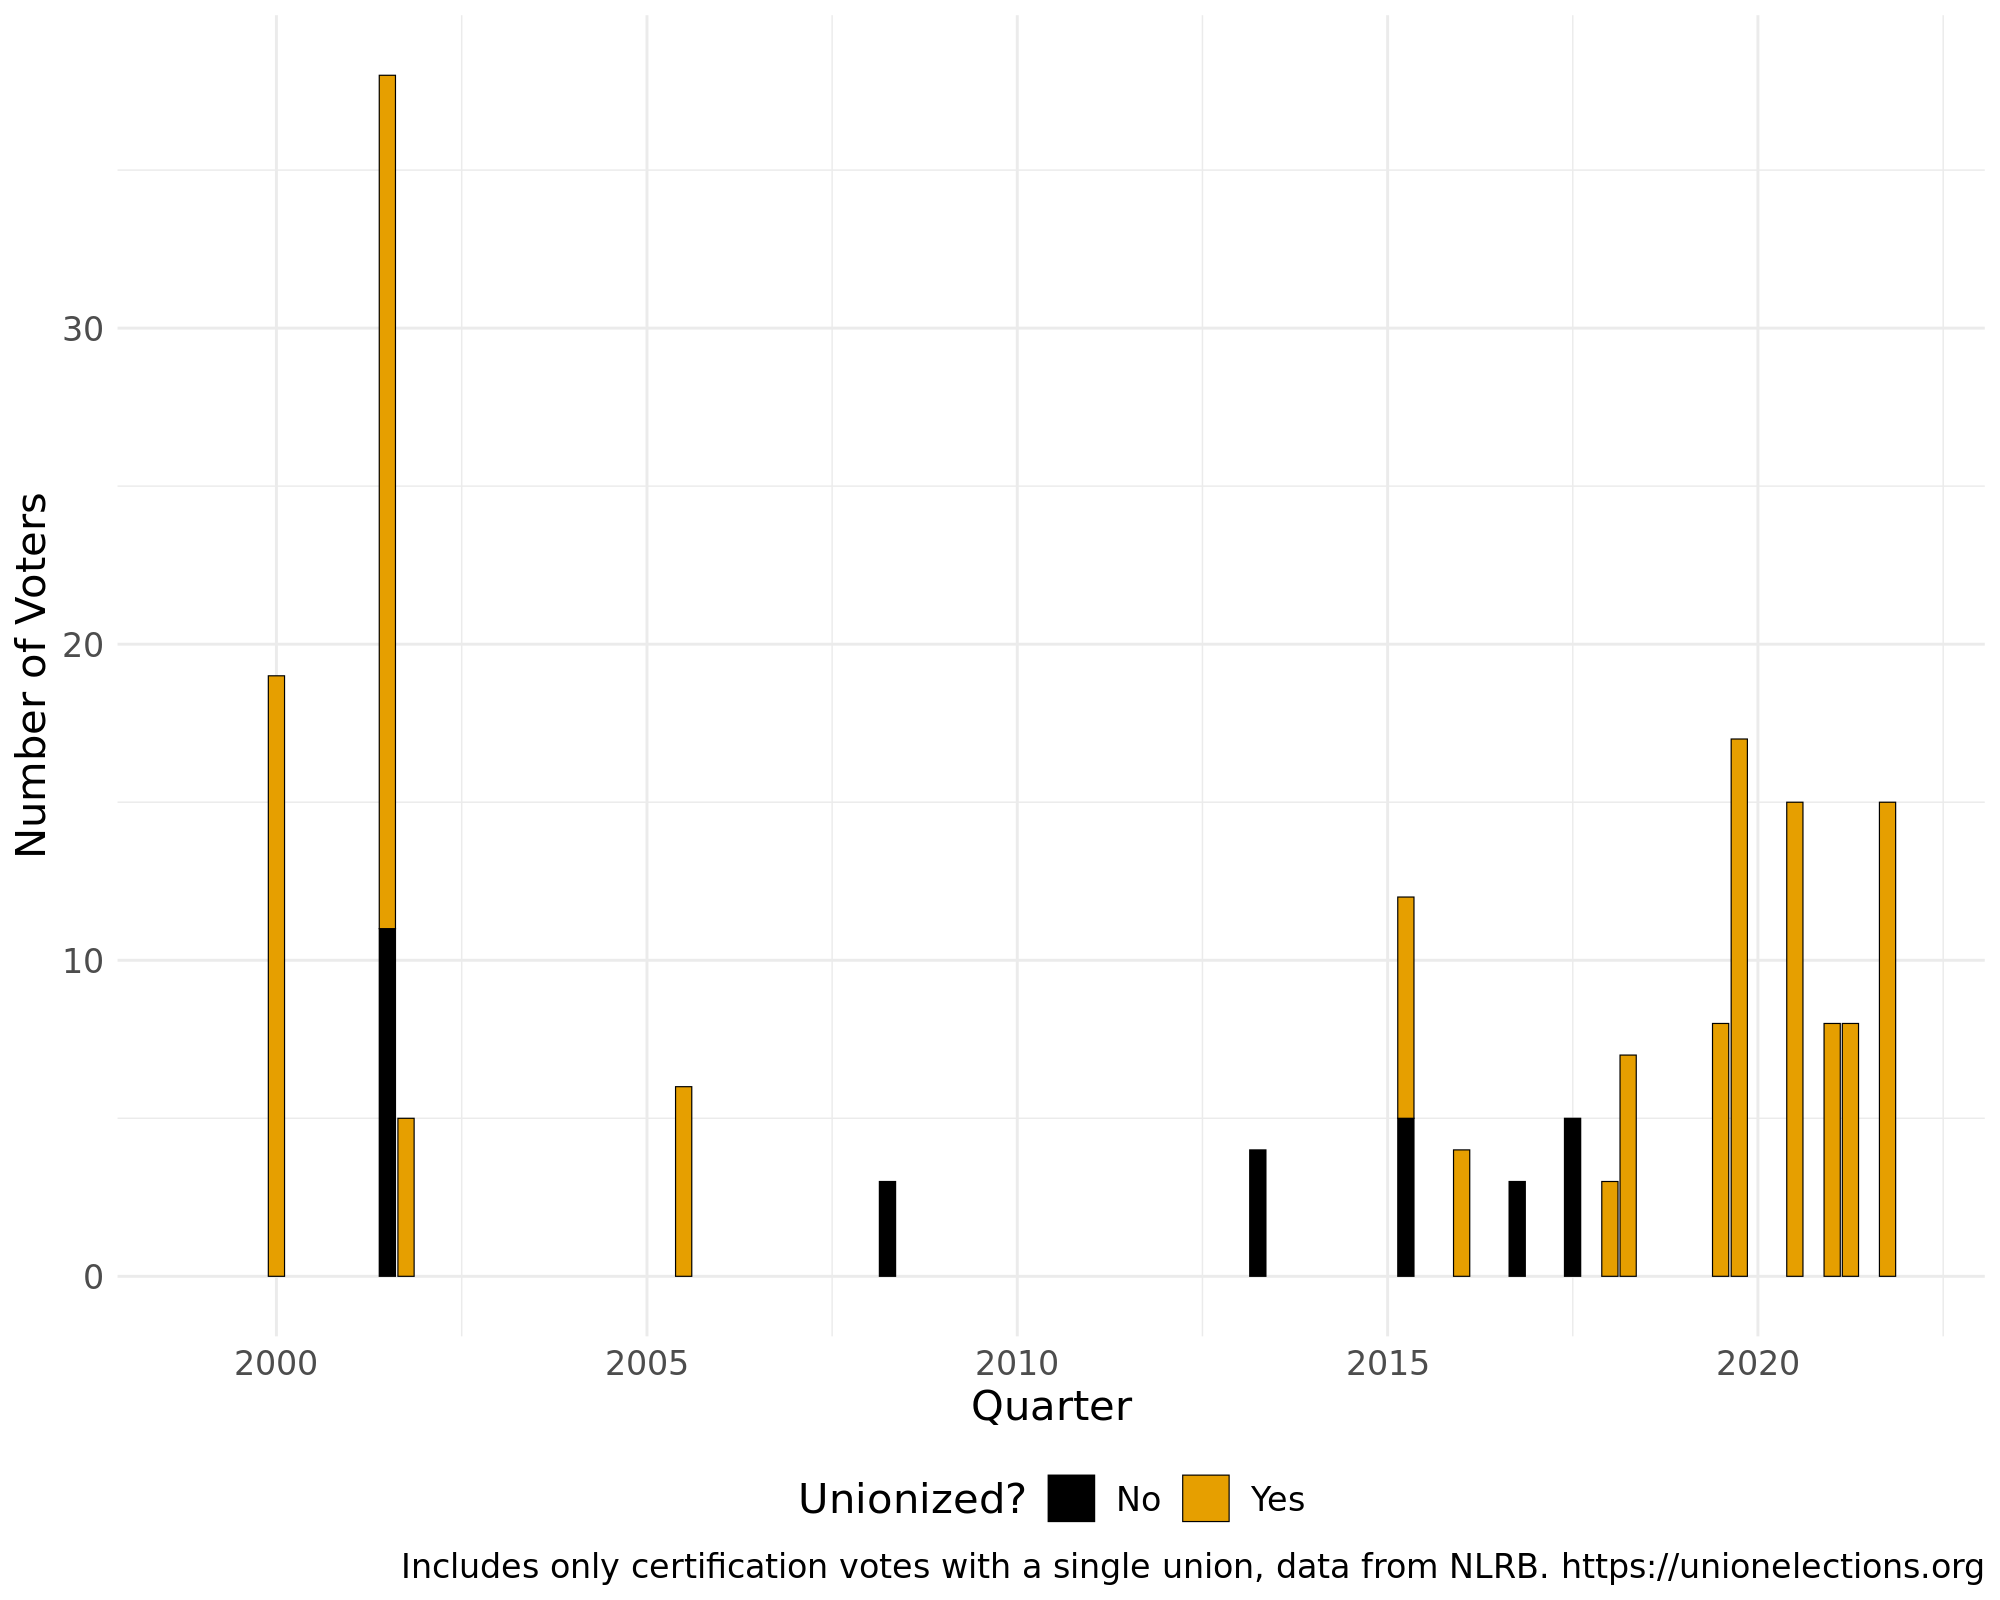 Number of Voters
30
20
10
0
2000 2005 2010 2015 2020
Quarter
Unionized? No Yes
Includes only certification votes with a single union, data from NLRB. https://unionelections.org